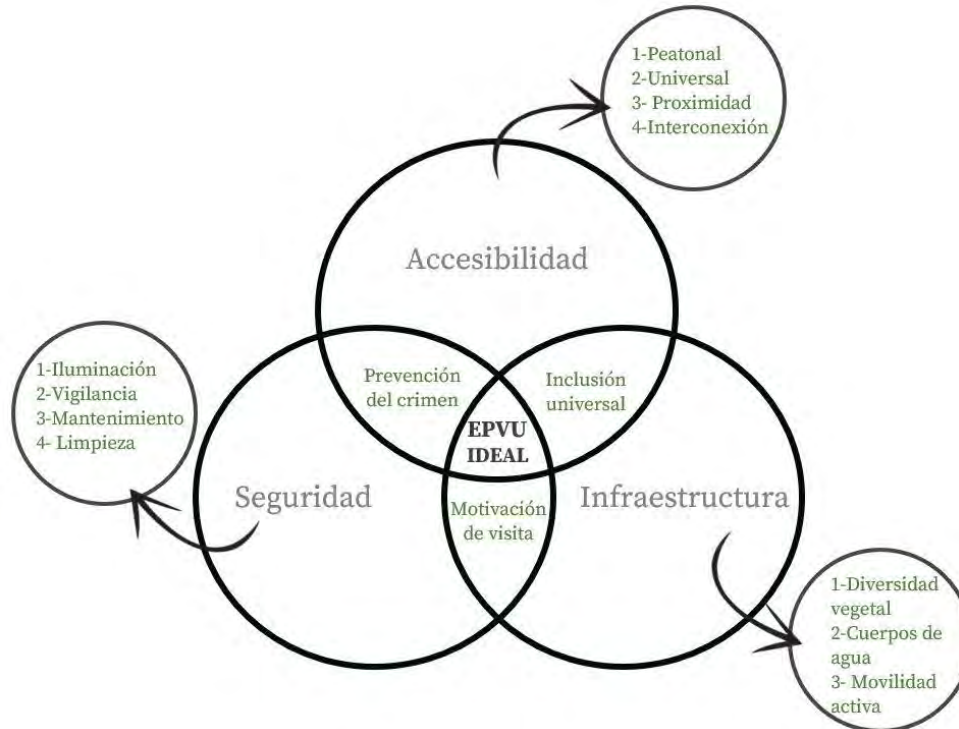 1-Peatonal
2-Universal
3- Proximidad
4-Interconexión
Accesibilidad
1-Iluminación
2-Vigilancia
3-Mantenimiento
4- Limpieza
Prevención
del crimen
Inclusión
universal
EPVU
IDEAL
Seguridad
Infraestructura
Motivación
de visita
1-Diversidad
vegetal
2-Cuerpos de
agua
3- Movilidad
activa